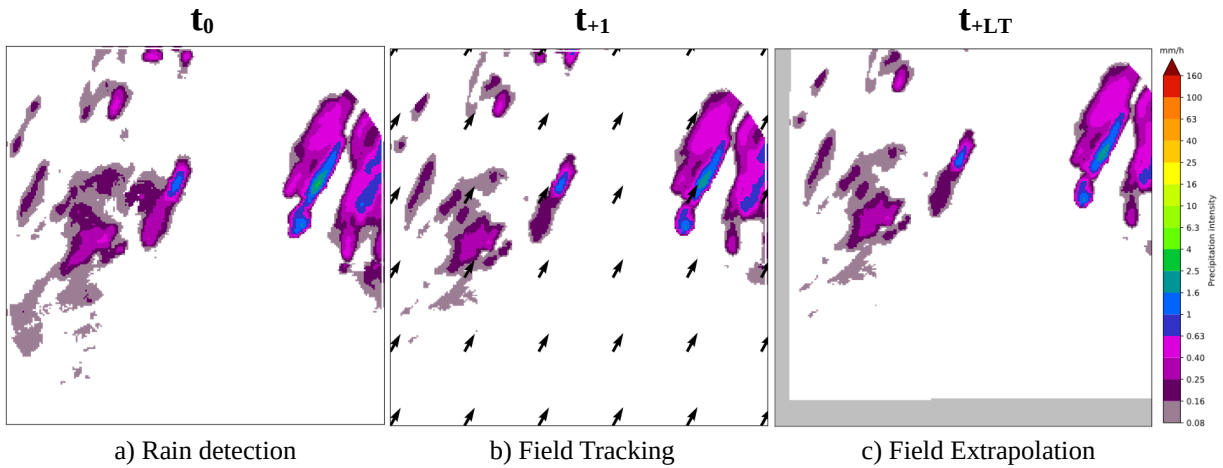 t0
t+1
t+LT
mm/h
160
100
63
40
25
16
10
6.3
4
2.5
1.6
1
0.63
0.40
0.25
0.16
0.08
Precipitation intensity
a) Rain detection
b) Field Tracking
c) Field Extrapolation